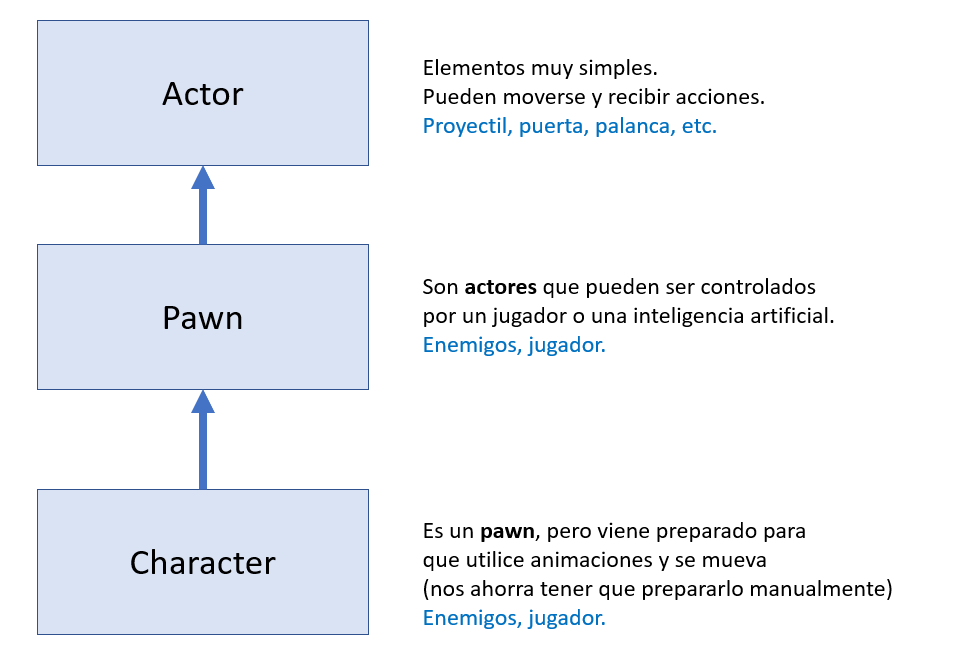 Actor
Elementos muy simples.
Pueden moverse y recibir acciones.
Proyectil, puerta, palanca, etc.
Pawn
Son actores que pueden ser controlados
por un jugador o una inteligencia artificial.
Enemigos, jugador.
Character
Es un pawn, pero viene preparado para
que utilice animaciones y se mueva
(nos ahorra tener que prepararlo manualmente)
Enemigos, jugador.